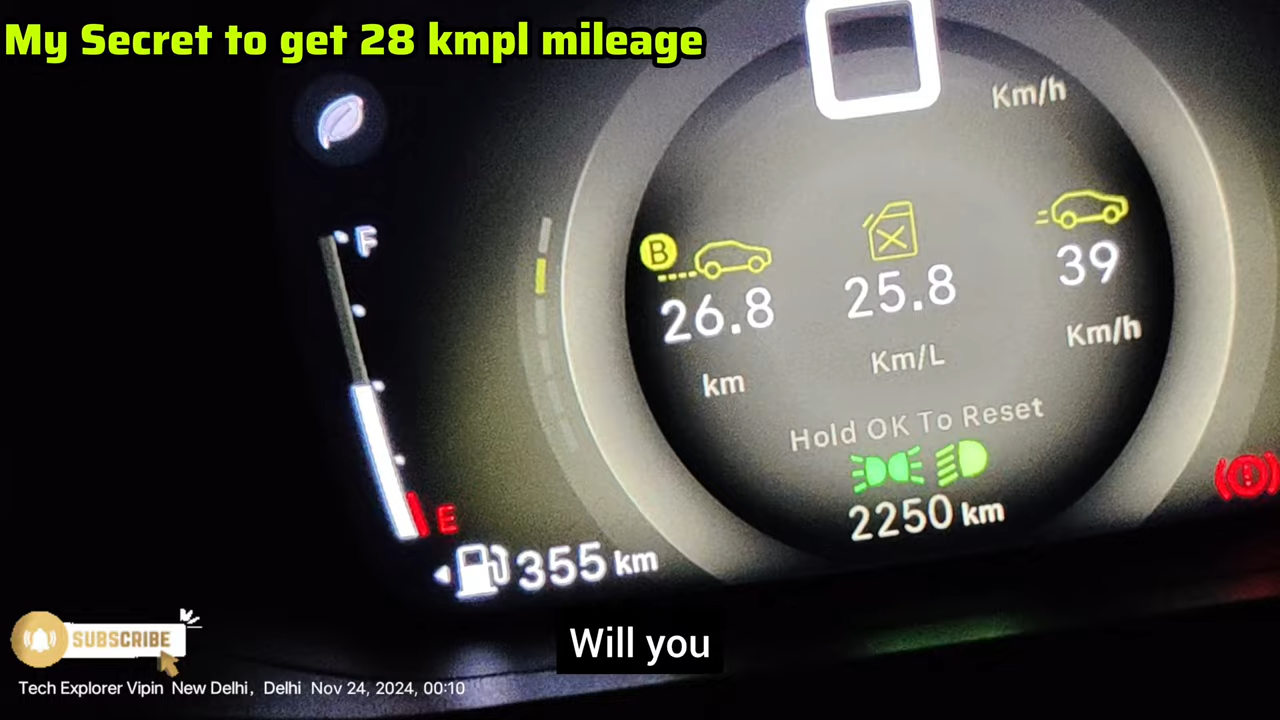 My Secret to get 28 kmpl mileage
Km/h
F
B
26.8
km
25.8
Km/L
39
Km/h
Hold OK To Reset
2250 km
E
355 km
Will you
SUBSCRIBE
Tech Explorer Vipin New Delhi, Delhi Nov 24, 2024, 00:10